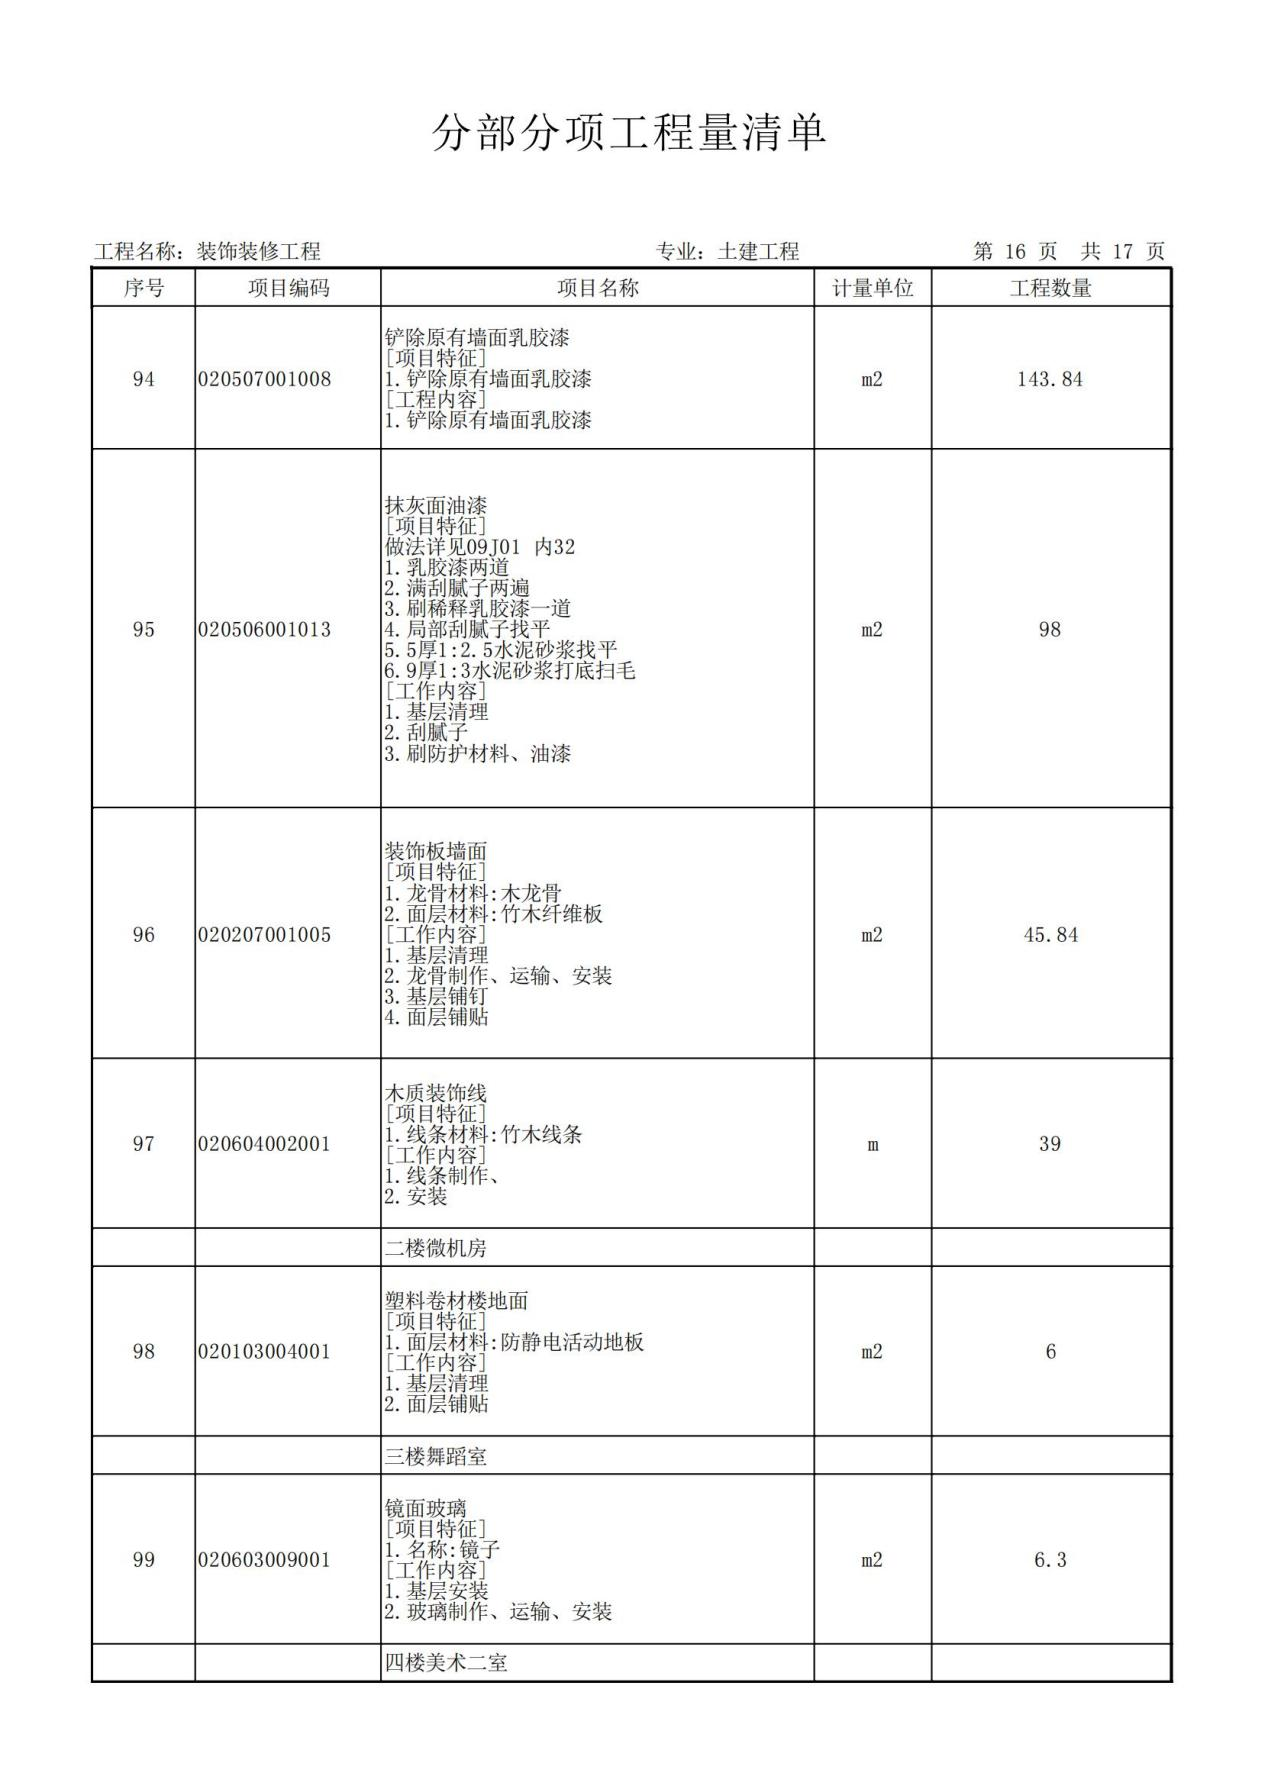 分部分项工程量清单
工程名称：装饰装修工程 专业：土建工程 第 16 页 共 17 页
序号 项目编码 项目名称 计量单位 工程数量
铲除原有墙面乳胶漆
[项目特征]
94 020507001008 1.铲除原有墙面乳胶漆 m2 143.84
[工程内容]
1.铲除原有墙面乳胶漆
抹灰面油漆
[项目特征]
做法详见09J01 内32
1.乳胶漆两道
2.满刮腻子两遍
3.刷稀释乳胶漆一道
95 020506001013 4.局部刮腻子找平 m2 98
5.5厚1:2.5水泥砂浆找平
6.9厚1:3水泥砂浆打底扫毛
[工作内容]
1.基层清理
2.刮腻子
3.刷防护材料、油漆
装饰板墙面
[项目特征]
1.龙骨材料:木龙骨
2.面层材料:竹木纤维板
96 020207001005 [工作内容] m2 45.84
1.基层清理
2.龙骨制作、运输、安装
3.基层铺钉
4.面层铺贴
木质装饰线
[项目特征]
1.线条材料:竹木线条
97 020604002001 [工作内容] m 39
1.线条制作、
2.安装
二楼微机房
塑料卷材楼地面
[项目特征]
1.面层材料:防静电活动地板
98 020103004001 [工作内容] m2 6
1.基层清理
2.面层铺贴
三楼舞蹈室
镜面玻璃
[项目特征]
1.名称:镜子
99 020603009001 [工作内容] m2 6.3
1.基层安装
2.玻璃制作、运输、安装
四楼美术二室